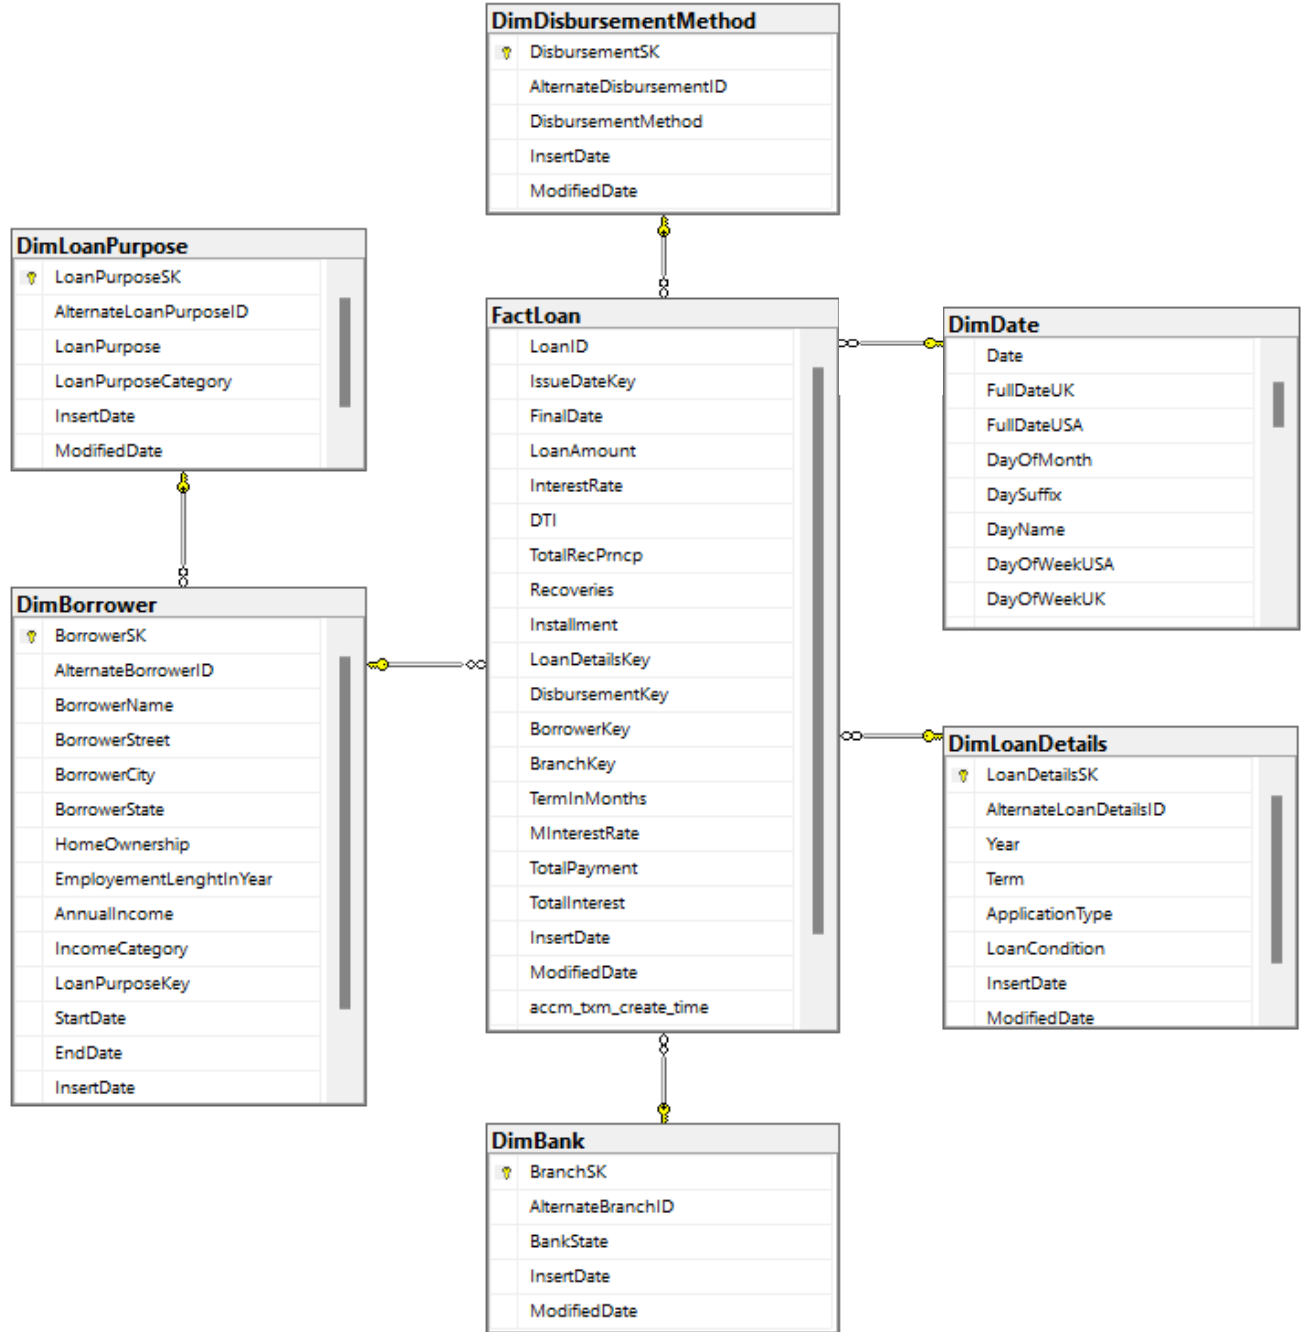 DimDisbursementMethod
DisbursementSK
AlternateDisbursementID
DisbursementMethod
InsertDate
ModifiedDate
DimLoanPurpose
LoanPurposeSK
AlternateLoanPurposeID
LoanPurpose
LoanPurposeCategory
InsertDate
ModifiedDate
FactLoan
LoanID
IssueDateKey
FinalDate
LoanAmount
InterestRate
DTI
TotalRecPrncp
Recoveries
Installment
LoanDetailsKey
DisbursementKey
BorrowerKey
BranchKey
TermInMonths
MInterestRate
TotalPayment
TotalInterest
InsertDate
ModifiedDate
accm_txm_create_time
DimDate
Date
FullDateUK
FullDateUSA
DayOfMonth
DaySuffix
DayName
DayOfWeekUSA
DayOfWeekUK
DimBorrower
BorrowerSK
AlternateBorrowerID
BorrowerName
BorrowerStreet
BorrowerCity
BorrowerState
HomeOwnership
EmployementLenghtInYear
AnnualIncome
IncomeCategory
LoanPurposeKey
StartDate
EndDate
InsertDate
DimLoanDetails
LoanDetailsSK
AlternateLoanDetailsID
Year
Term
ApplicationType
LoanCondition
InsertDate
ModifiedDate
DimBank
BranchSK
AlternateBranchID
BankState
InsertDate
ModifiedDate